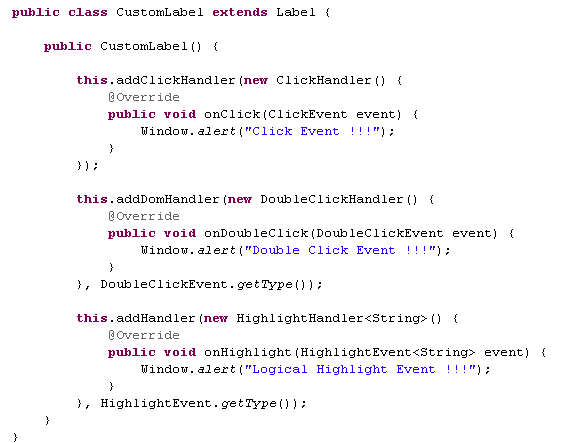 public class CustomLabel extends Label {
public CustomLabel() {
this.addClickHandler(new ClickHandler() {
@Override
public void onClick(ClickEvent event) {
Window.alert("Click Event !!!");
}
});
this.addDomHandler(new DoubleClickHandler() {
@Override
public void onDoubleClick(DoubleClickEvent event) {
Window.alert("Double Click Event !!!");
}
}, DoubleClickEvent.getType());
this.addHandler(new HighlightHandler<String>() {
@Override
public void onHighlight(HighlightEvent<String> event) {
Window.alert("Logical Highlight Event !!!");
}
}, HighlightEvent.getType());
}
}